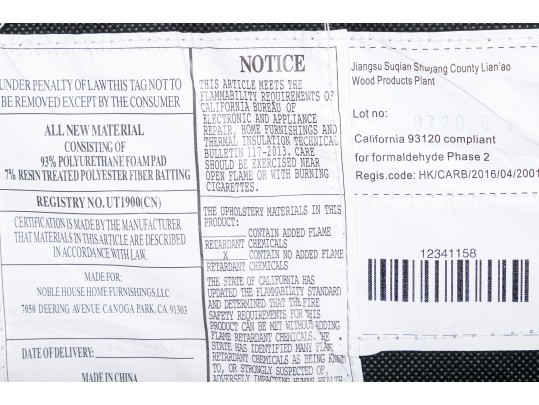 UNDER PENALTY OF LAW THIS TAG NOT TO
BE REMOVED EXCEPT BY THE CONSUMER
ALL NEW MATERIAL
CONSISTING OF
93% POLYURETHANE FOAM PAD
7% RESIN TREATED POLYESTER FIBER BATTING
REGISTRY NO. UT1900(CN)
CERTIFICATION IS MADE BY THE MANUFACTURER
THAT MATERIALS IN THIS ARTICLE ARE DESCRIBED
IN ACCORDANCE WITH LAW.
MADE FOR:
NOBLE HOUSE HOME FURNISHINGS,LLC
7050 DEERING AVENUE CANOGA PARK, CA 91303
DATE OF DELIVERY:
MADE IN CHINA
NOTICE
THIS ARTICLE MEETS THE
FLAMMABILITY REQUIREMENTS OF
CALIFORNIA BUREAU OF
ELECTRONIC AND APPLIANCE
REPAIR, HOME FURNISHINGS AND
THERMAL INSULATION TECHNICAL
BULLETIN 117-2013. CARE
SHOULD BE EXERCISED NEAR
OPEN FLAME OR WITH BURNING
CIGARETTES.
THE UPHOLSTERY MATERIALS IN THIS
PRODUCT:
CONTAIN ADDED FLAME
RETARDANT CHEMICALS
X CONTAIN NO ADDED FLAME
RETARDANT CHEMICALS
THE STATE OF CALIFORNIA HAS
UPDATED THE FLAMMABILITY STANDARD
AND DETERMINED THAT THE FIRE
SAFETY REQUIREMENTS FOR THIS
PRODUCT CAN BE MET WITHOUT ADDING
FLAME RETARDANT CHEMICALS. THE
STATE HAS IDENTIFIED MANY FLAME
RETARDANT CHEMICALS AS BEING KNOWN
TO, OR STRONGLY SUSPECTED OF,
ADVERSELY IMPACTING HUMAN HEALTH
Jiangsu Suqian Shuyang County Lian'ao
Wood Products Plant
Lot no:
California 93120 compliant
for formaldehyde Phase 2
Regis.code: HK/CARB/2016/04/2001
12341158